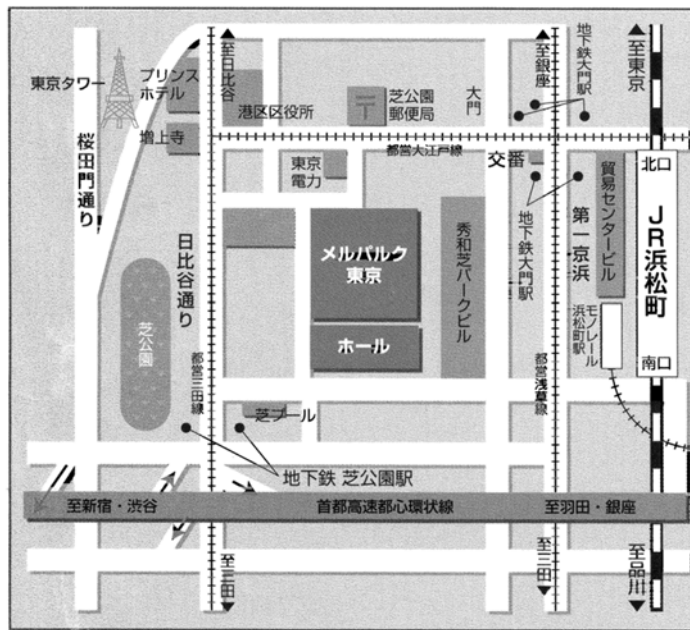 至日比谷
至銀座
地下鉄大門駅
至東京
東京タワー
プリンス
ホテル
港区区役所
芝公園
郵便局
大門
増上寺
都営大江戸線
桜田門通り
東京
電力
交番
北口
地下鉄大門駅
第一京浜
貿易センタービル
JR浜松町
メルパルク
東京
秀和芝パークビル
日比谷通り
芝公園
ホール
モノレール
浜松町駅
南口
都営三田線
都営浅草線
芝プール
地下鉄 芝公園駅
至新宿・渋谷
首都高速都心環状線
至羽田・銀座
至三田
至三田
至品川